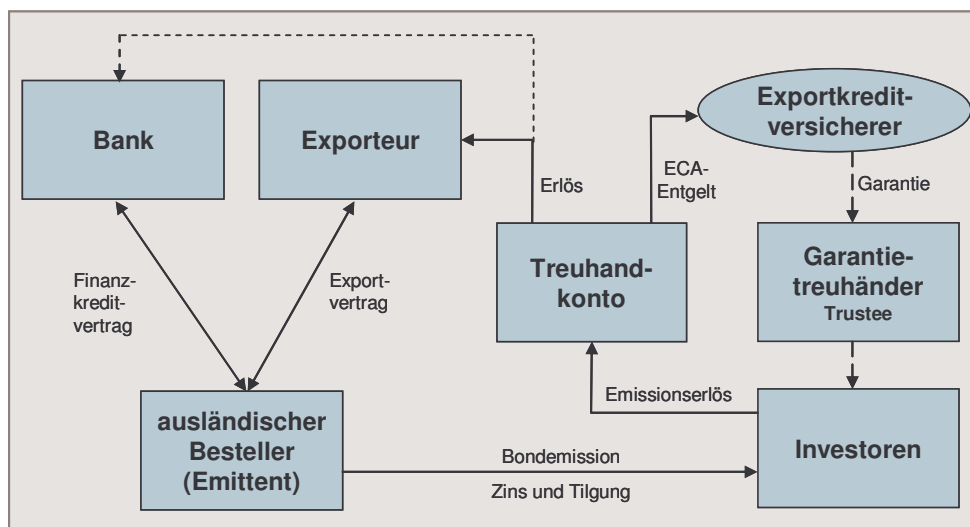 Bank
Exporteur
Exportkredit-
versicherer
Erlös
ECA-
Entgelt
Garantie
Finanz-
kredit-
vertrag
Export-
vertrag
Treuhand-
konto
Garantie-
treuhänder
Trustee
ausländischer
Besteller
(Emittent)
Emissionserlös
Bondemission
Zins und Tilgung
Investoren